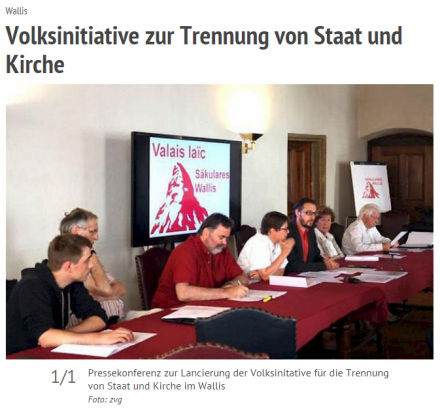 Wallis
Volksinitiative zur Trennung von Staat und
Kirche
Valais laïc
Säkulares
Wallis
1/1
Pressekonferenz zur Lancierung der Volksinitative für die Trennung
von Staat und Kirche im Wallis
Foto: zvg